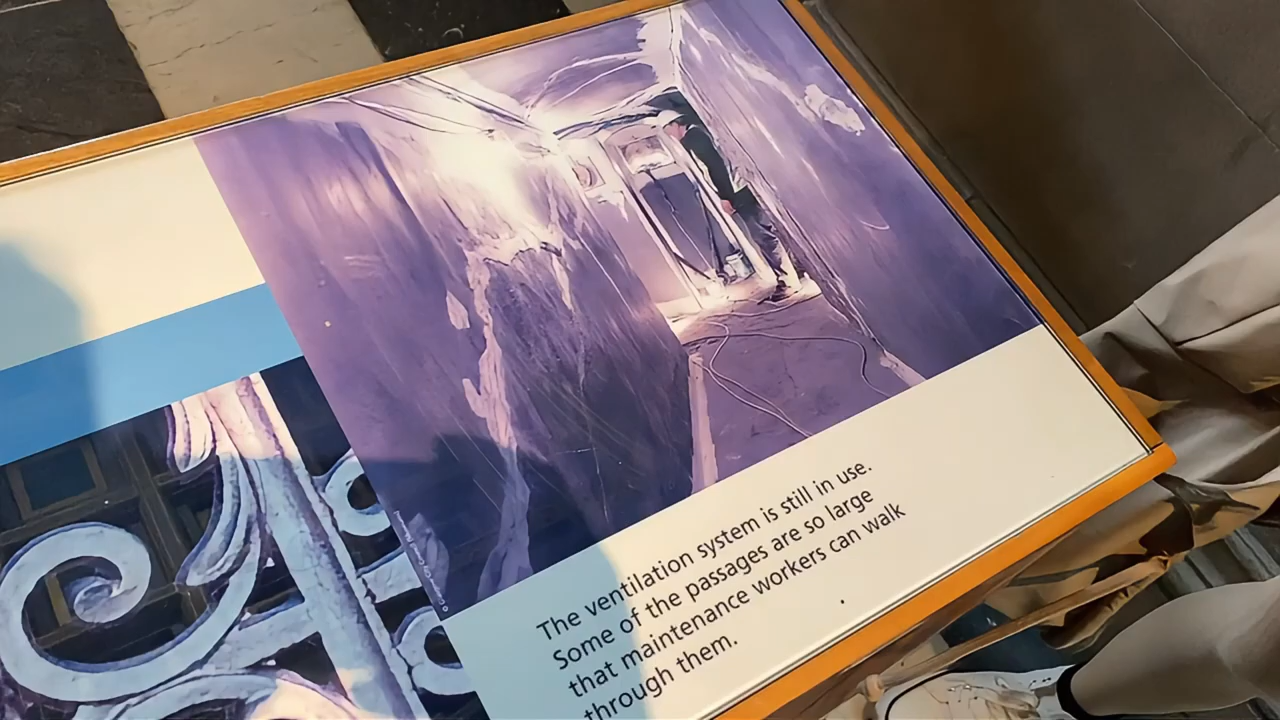 The ventilation system is still in use.
Some of the passages are so large
that maintenance workers can walk
through them.